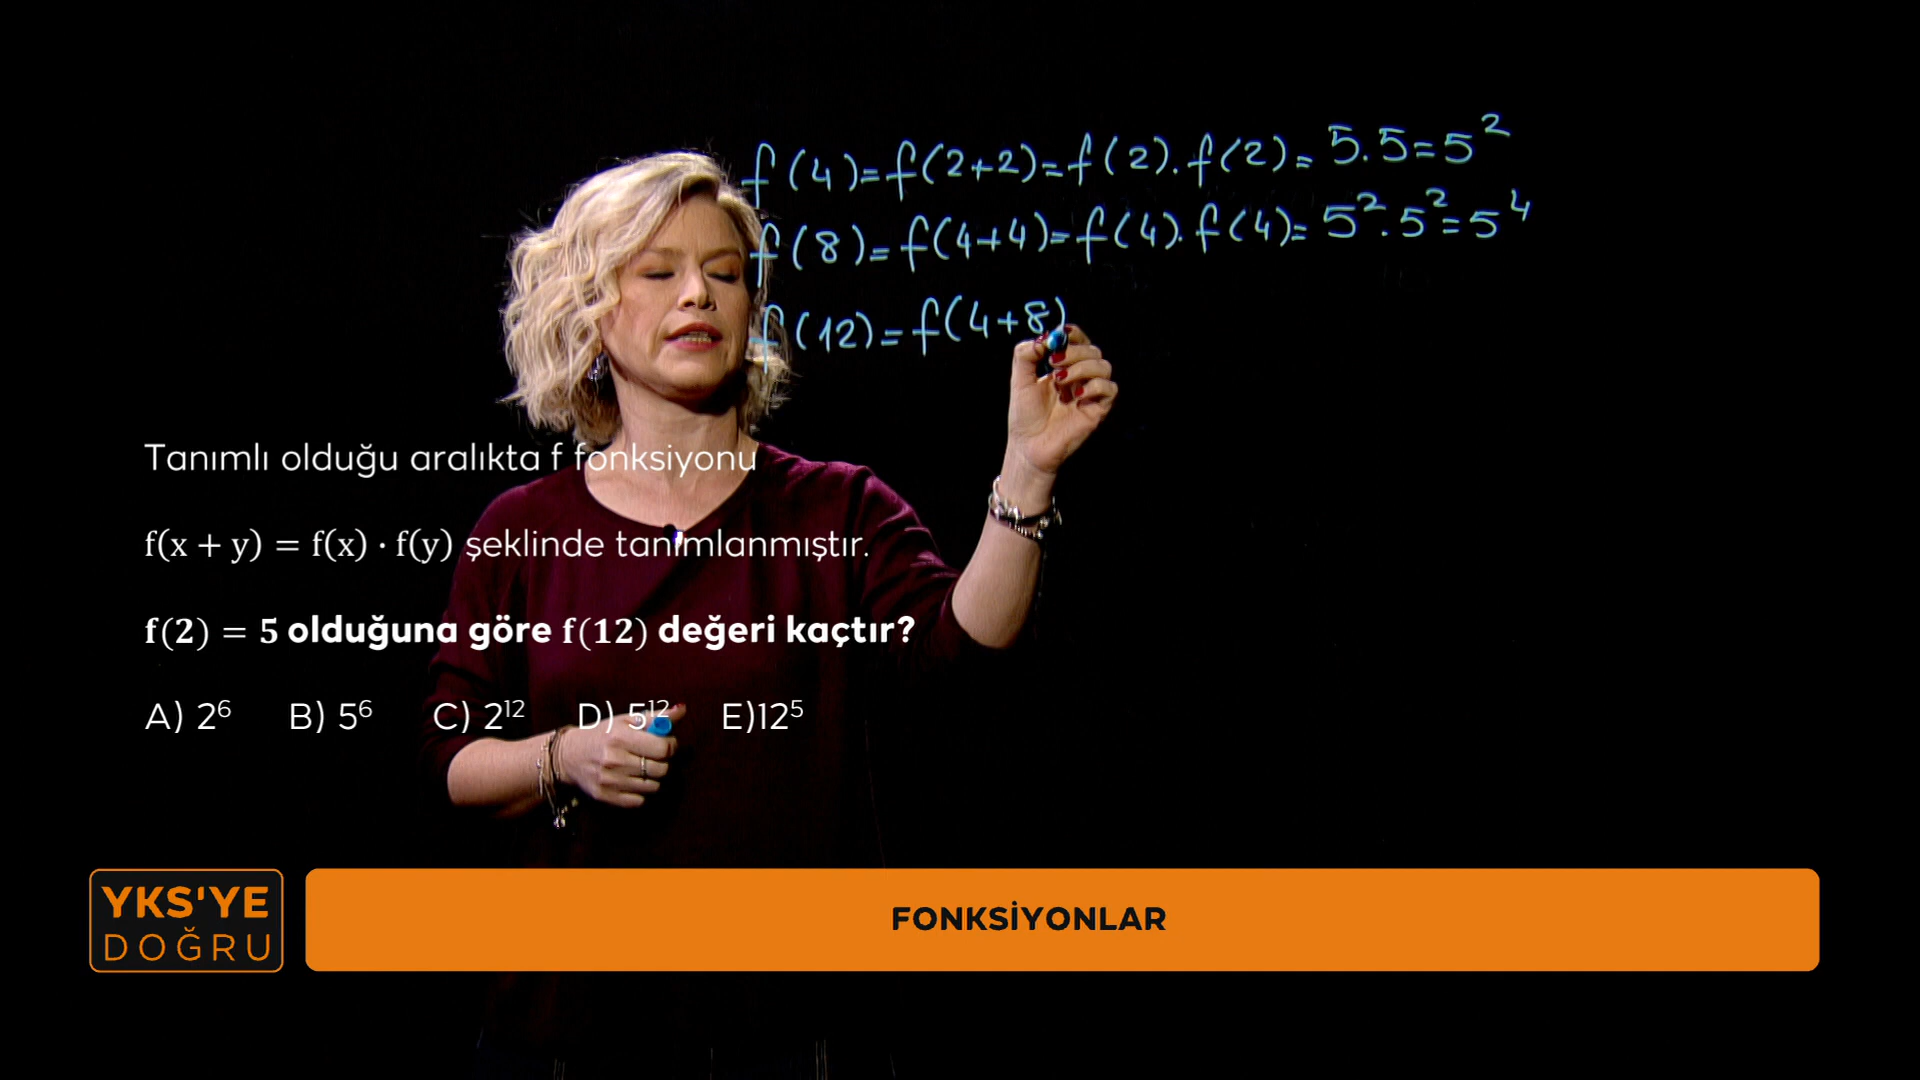 f(4)=f(2+2)=f(2).f(2)=5.5=5²
f(8)=f(4+4)=f(4).f(4)=5².5²=5⁴
f(12)=f(4+8)
Tanımlı olduğu aralıkta f fonksiyonu
f(x + y) = f(x) · f(y) şeklinde tanımlanmıştır.
f(2) = 5 olduğuna göre f(12) değeri kaçtır?
A) 2⁶ B) 5⁶ C) 2¹² D) 5¹² E)12⁵
YKS'YE
DOĞRU
FONKSİYONLAR